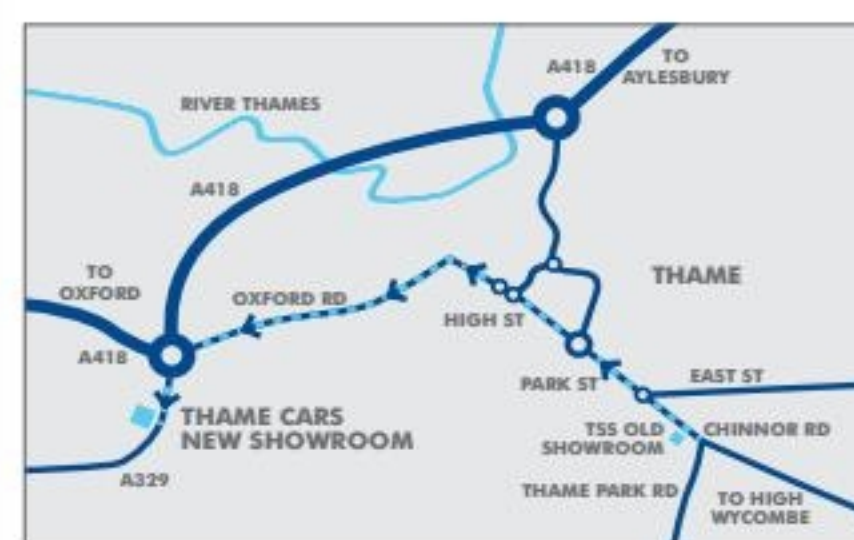 A418
TO
AYLESBURY
RIVER THAMES
A418
TO
OXFORD
OXFORD RD
THAME
HIGH ST
A418
PARK ST
EAST ST
THAME CARS
NEW SHOWROOM
TSS OLD
SHOWROOM
CHINNOR RD
A329
THAME PARK RD
TO HIGH
WYCOMBE